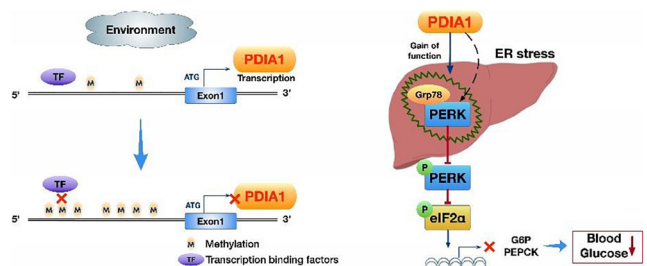 Environment
TF
M
M
ATG
PDIA1
Transcription
5'
Exon1
3'
TF
M M M M M M M
ATG
PDIA1
5'
Exon1
3'
M Methylation
TF Transcription binding factors
PDIA1
Gain of
function
ER stress
Grp78
PERK
P
PERK
P
eIF2α
G6P
PEPCK
Blood
Glucose